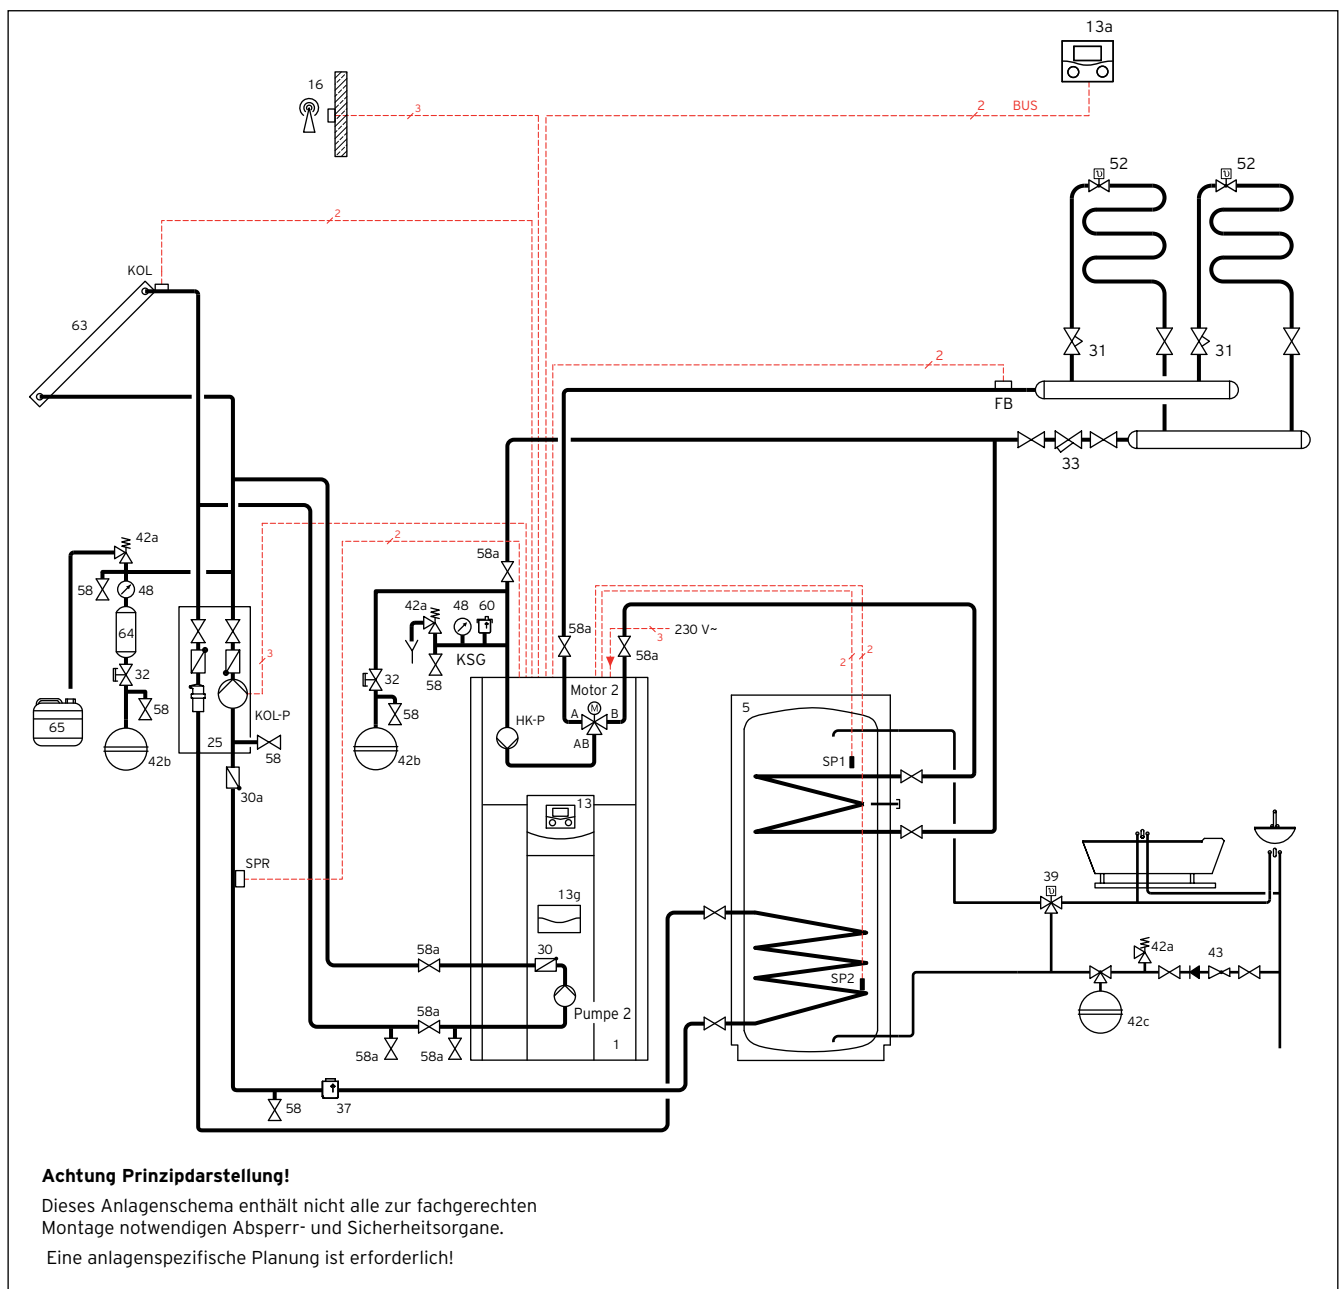 13a
16
3
2 BUS
52 52
2
KOL
63
31 31
2
FB
33
42a
2
58a
58 48
42a 48 60
58a
230 V~
3
64
KSG
58a
3
2 2
32
58
32
Motor 2
58
58
A M B
5
65
KOL-P
HK-P
25
AB
58
42b
42b
SP1
30a
13
SPR
39
13g
58a
30
42a 43
SP2
58a
Pumpe 2
42c
58a 58a
1
58
37
Achtung Prinzipdarstellung!
Dieses Anlagenschema enthält nicht alle zur fachgerechten
Montage notwendigen Absperr- und Sicherheitsorgane.
Eine anlagenspezifische Planung ist erforderlich!